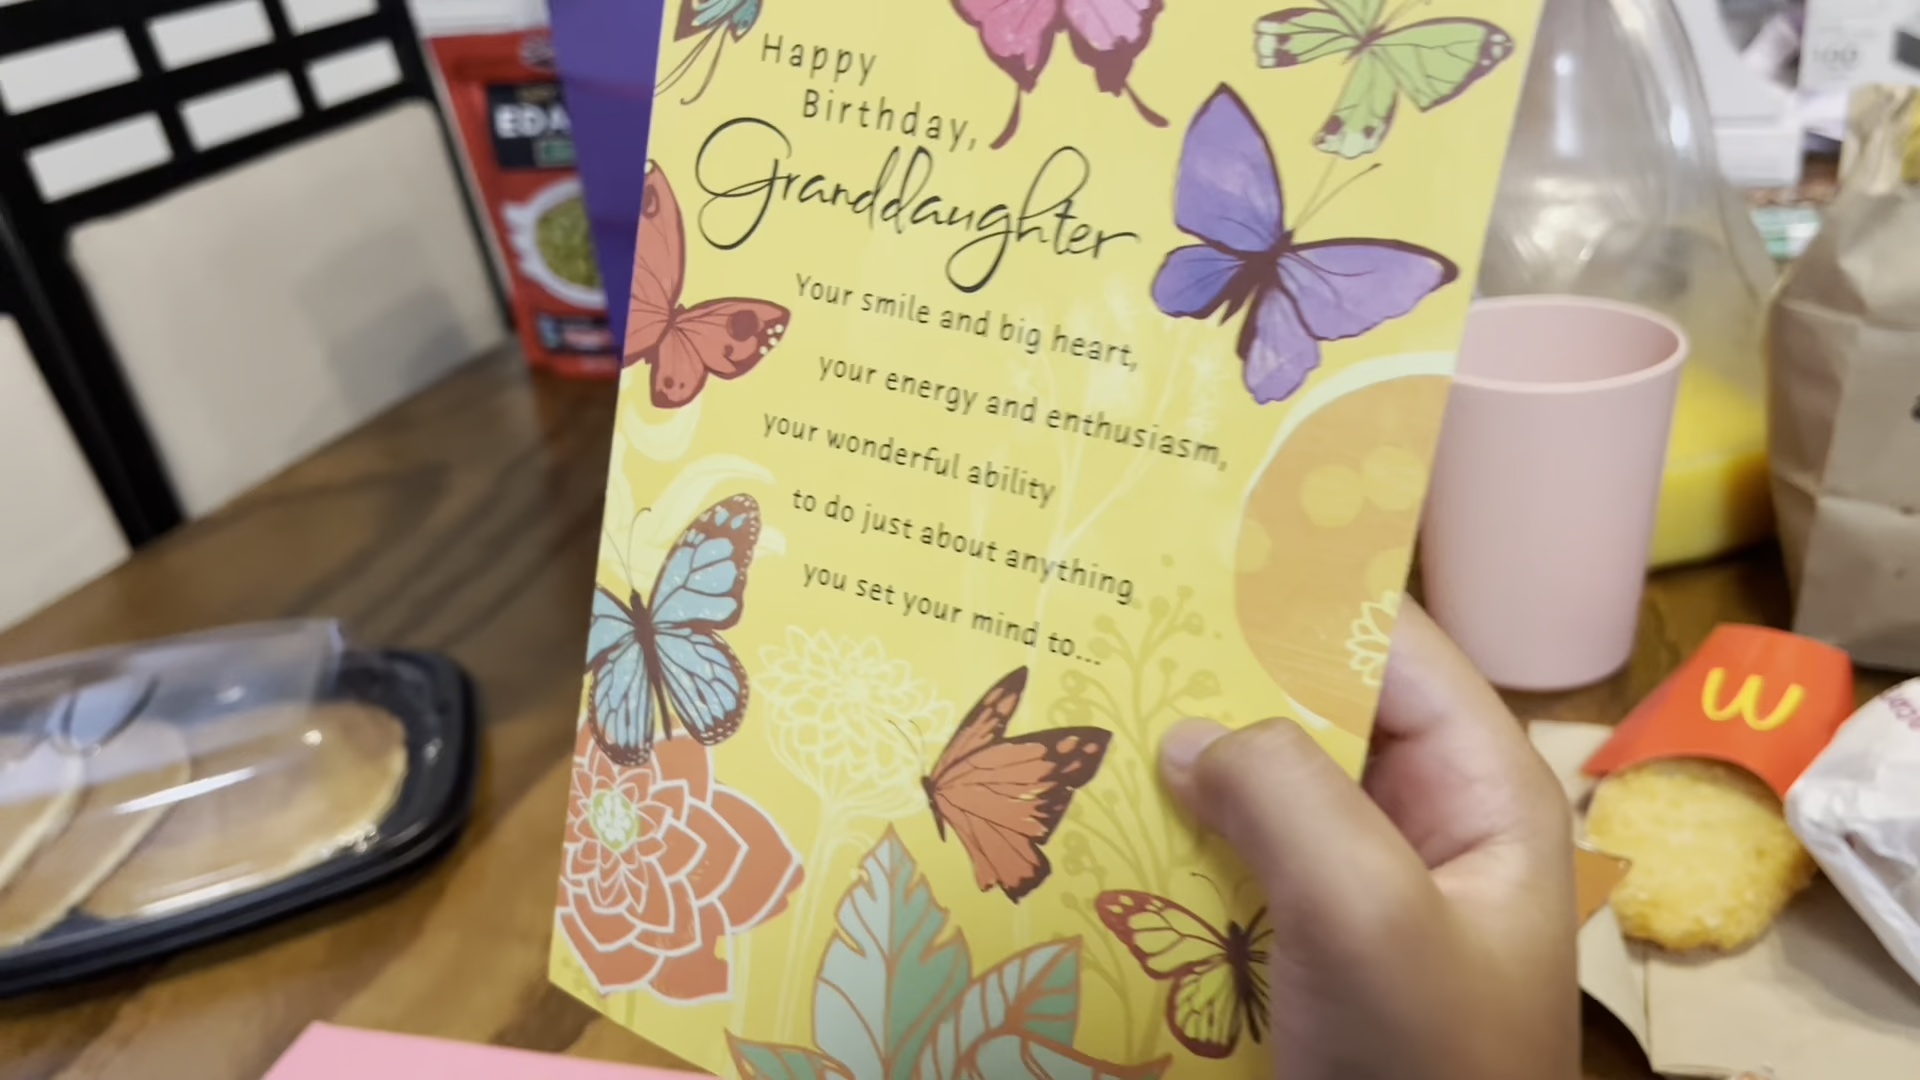 Happy
Birthday,
Granddaughter
Your smile and big heart,
your energy and enthusiasm,
your wonderful ability
to do just about anything
you set your mind to...
EDA
100